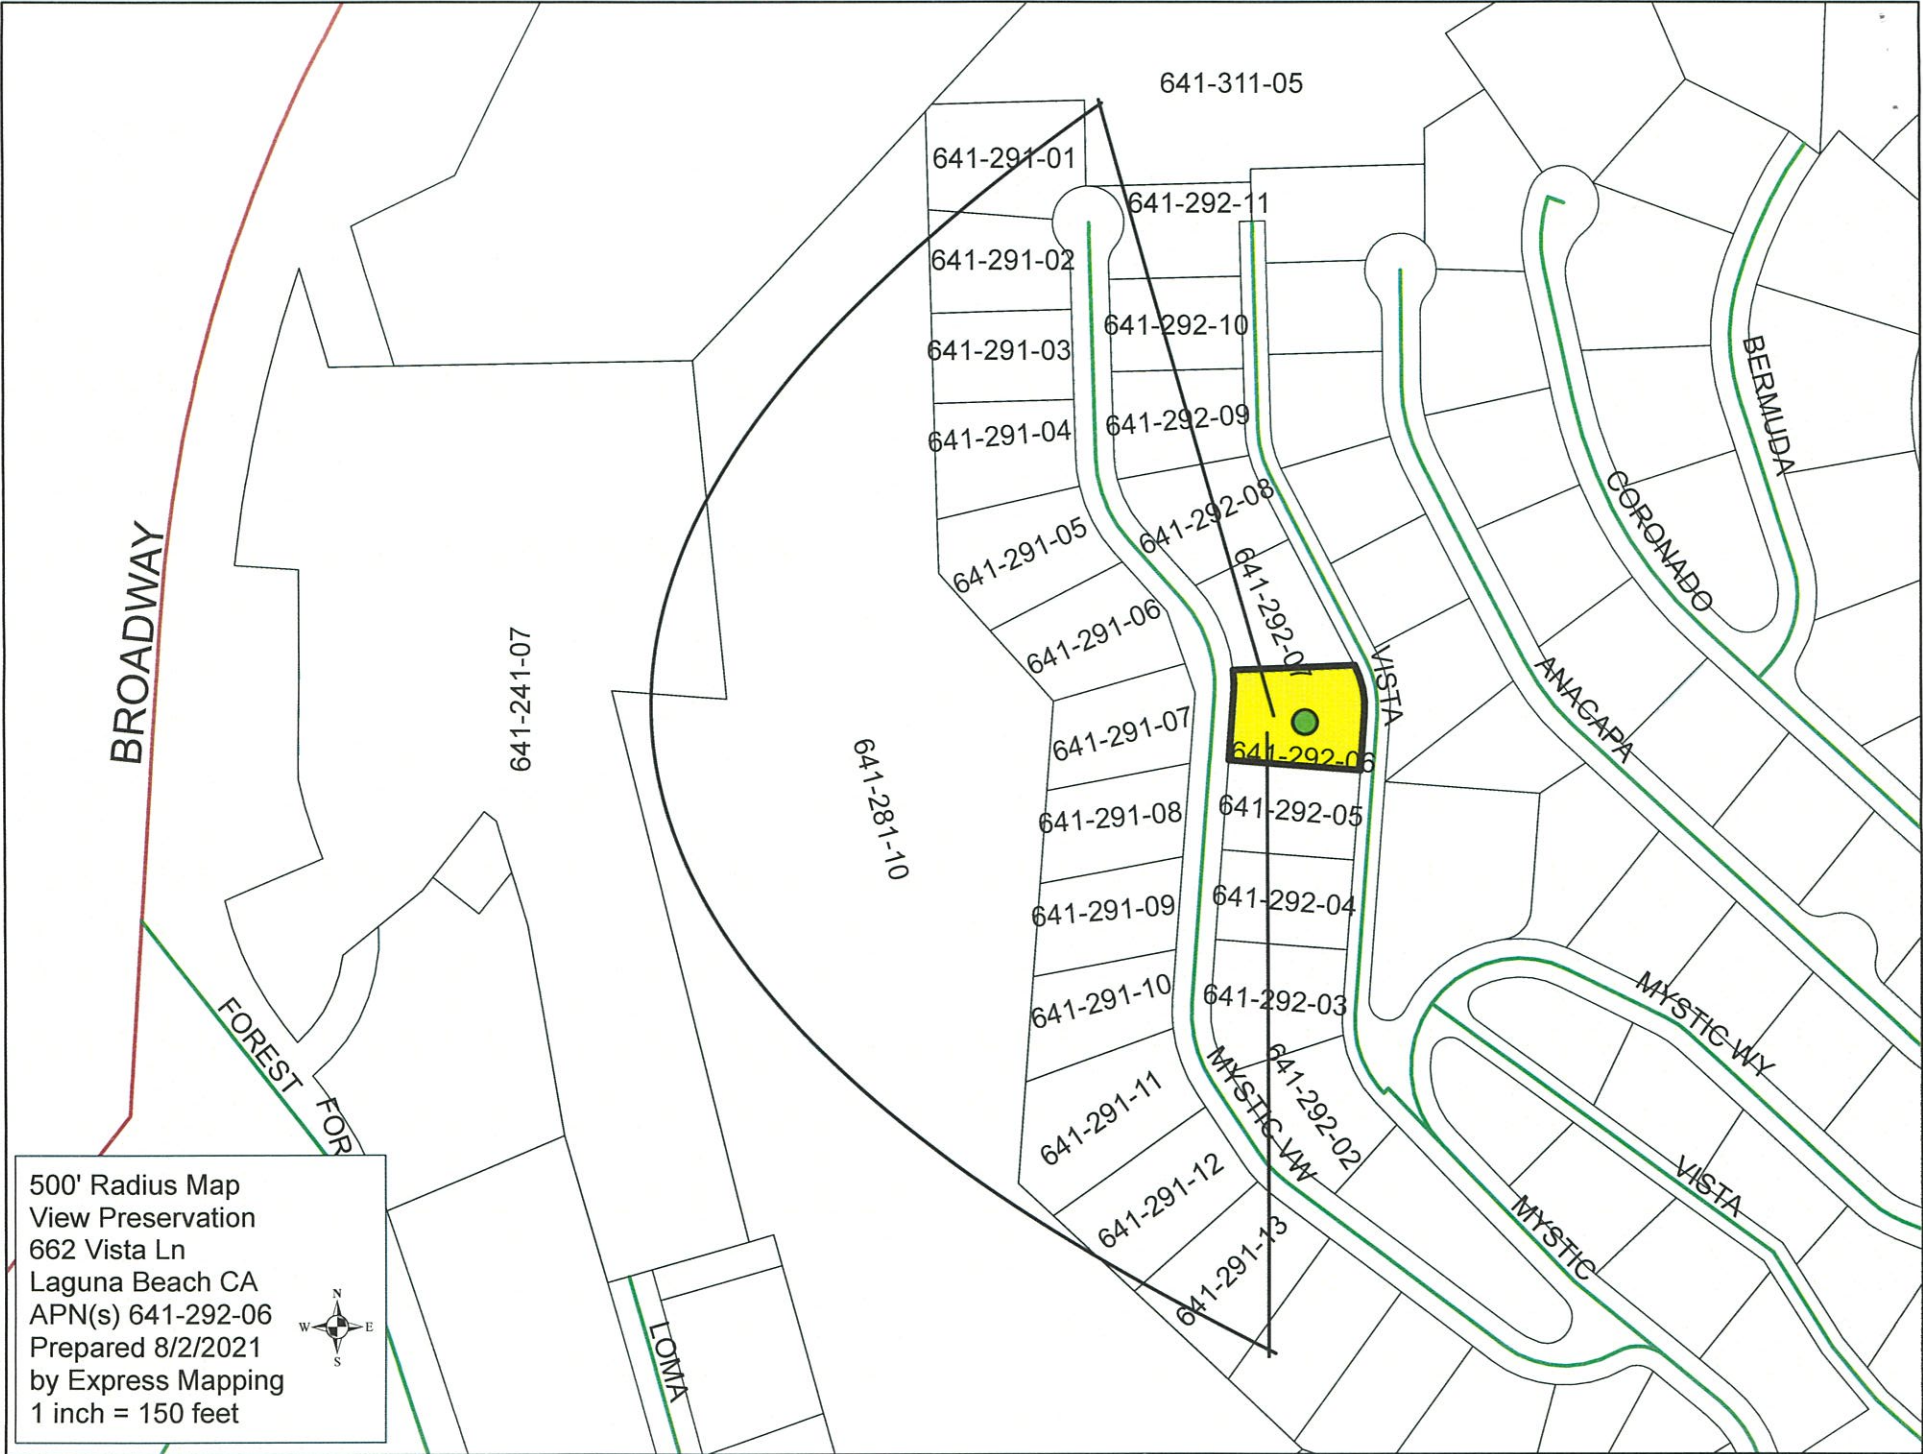 641-311-05
641-291-01
641-292-11
641-291-02
641-292-10
641-291-03
641-292-09
641-291-04
BERMUDA
641-292-08
641-291-05
CORONADO
641-292-07
641-291-06
BROADWAY
641-241-07
VISTA
ANACAPA
641-291-07
641-292-06
641-281-10
641-291-08
641-292-05
641-291-09
641-292-04
641-291-10
641-292-03
MYSTIC WY
FOREST
FOR
641-291-11
MYSTIC VW
641-292-02
641-291-12
VISTA
MYSTIC
641-291-13
LOMA
500' Radius Map
View Preservation
662 Vista Ln
Laguna Beach CA
APN(s) 641-292-06
Prepared 8/2/2021
by Express Mapping
1 inch = 150 feet
N
W
E
S